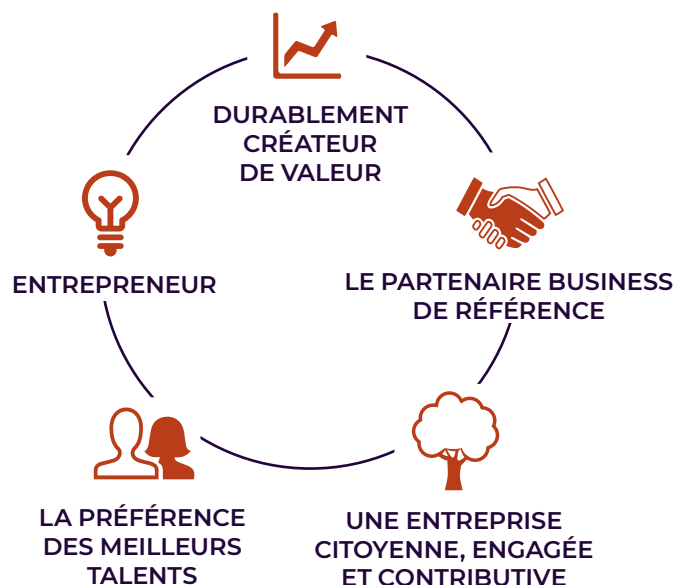 DURABLEMENT
CRÉATEUR
DE VALEUR
ENTREPRENEUR
LE PARTENAIRE BUSINESS
DE RÉFÉRENCE
LA PRÉFÉRENCE
DES MEILLEURS
TALENTS
UNE ENTREPRISE
CITOYENNE, ENGAGÉE
ET CONTRIBUTIVE